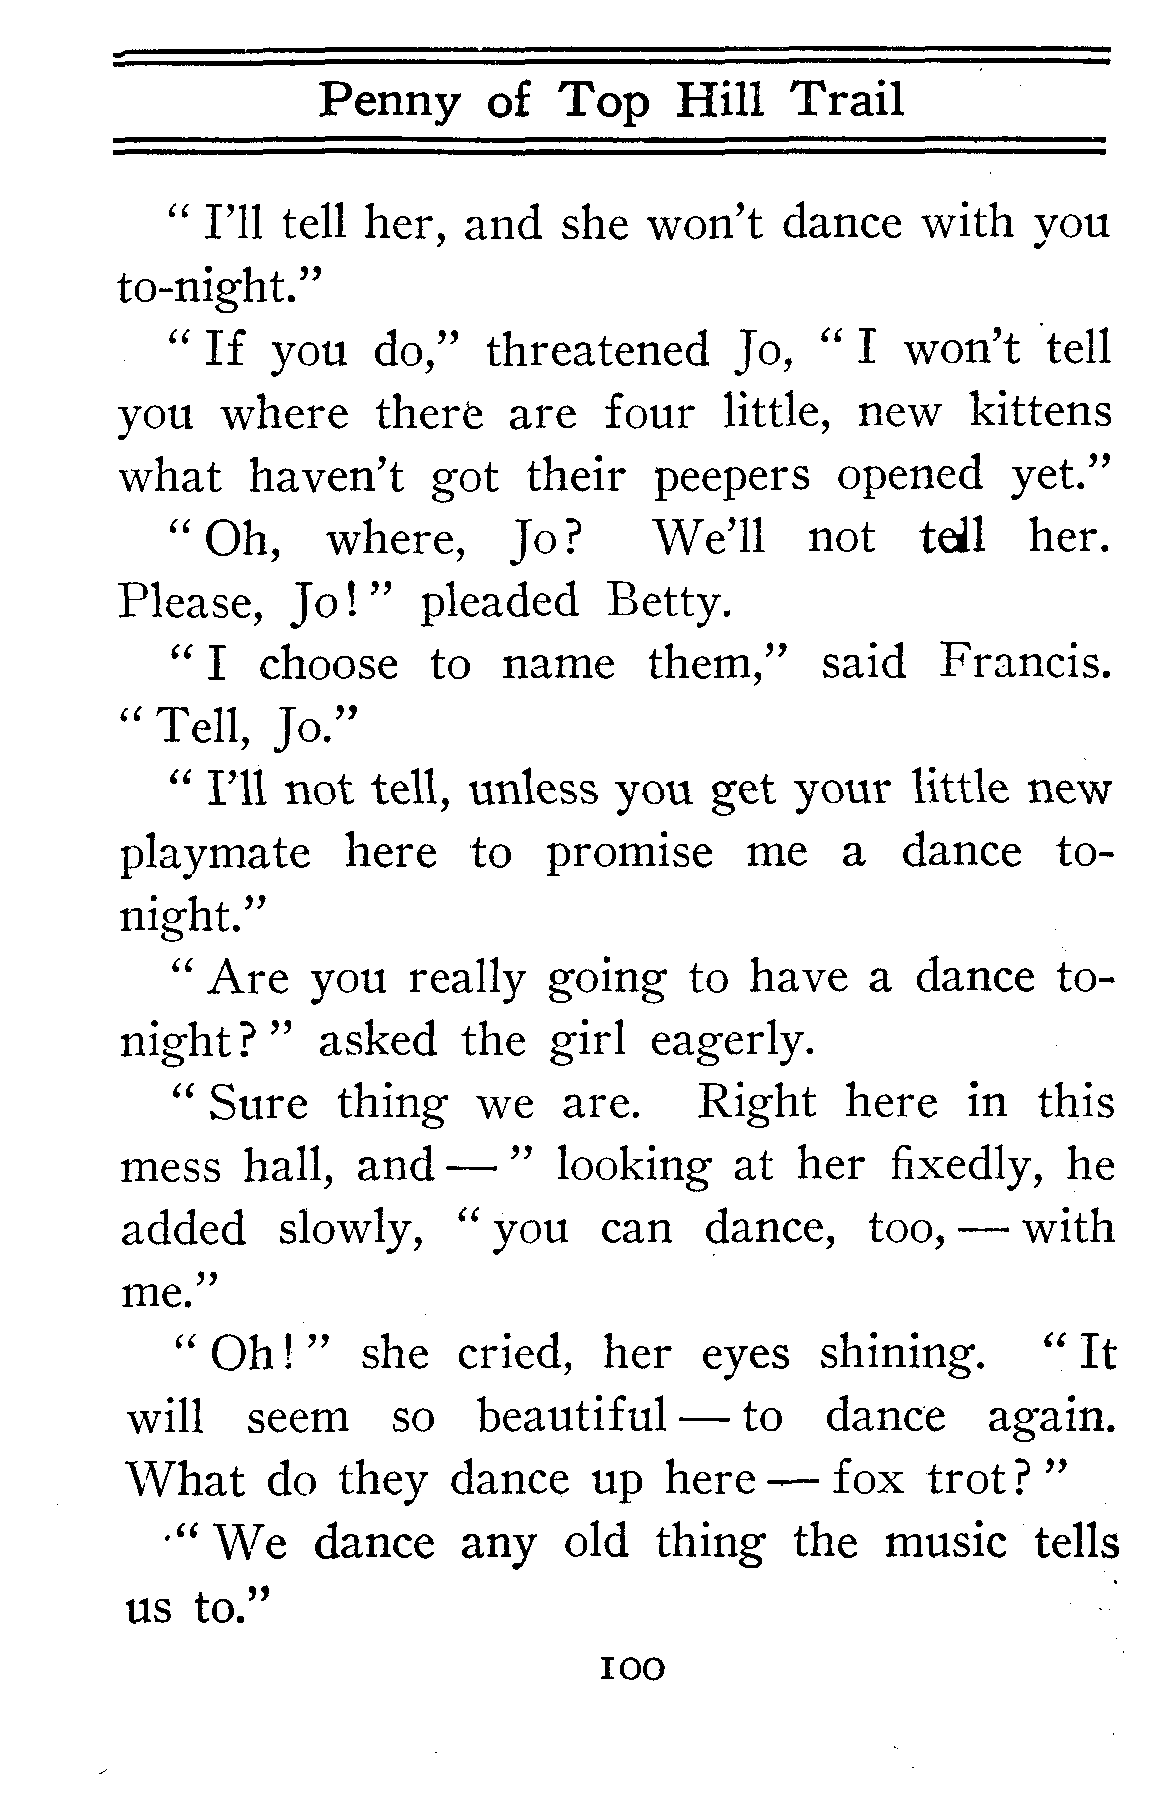 Penny of Top Hill Trail
“ I’ll tell her, and she won’t dance with you
to-night.”
“ If you do,” threatened Jo, “ I won’t tell
you where there are four little, new kittens
what haven’t got their peepers opened yet.”
“ Oh, where, Jo? We’ll not tell her.
Please, Jo! ” pleaded Betty.
“ I choose to name them,” said Francis.
“ Tell, Jo.”
“ I’ll not tell, unless you get your little new
playmate here to promise me a dance to-
night.”
“ Are you really going to have a dance to-
night? ” asked the girl eagerly.
“ Sure thing we are. Right here in this
mess hall, and — ” looking at her fixedly, he
added slowly, “ you can dance, too, — with
me.”
“ Oh! ” she cried, her eyes shining. “ It
will seem so beautiful — to dance again.
What do they dance up here — fox trot? ”
“ We dance any old thing the music tells
us to.”
100